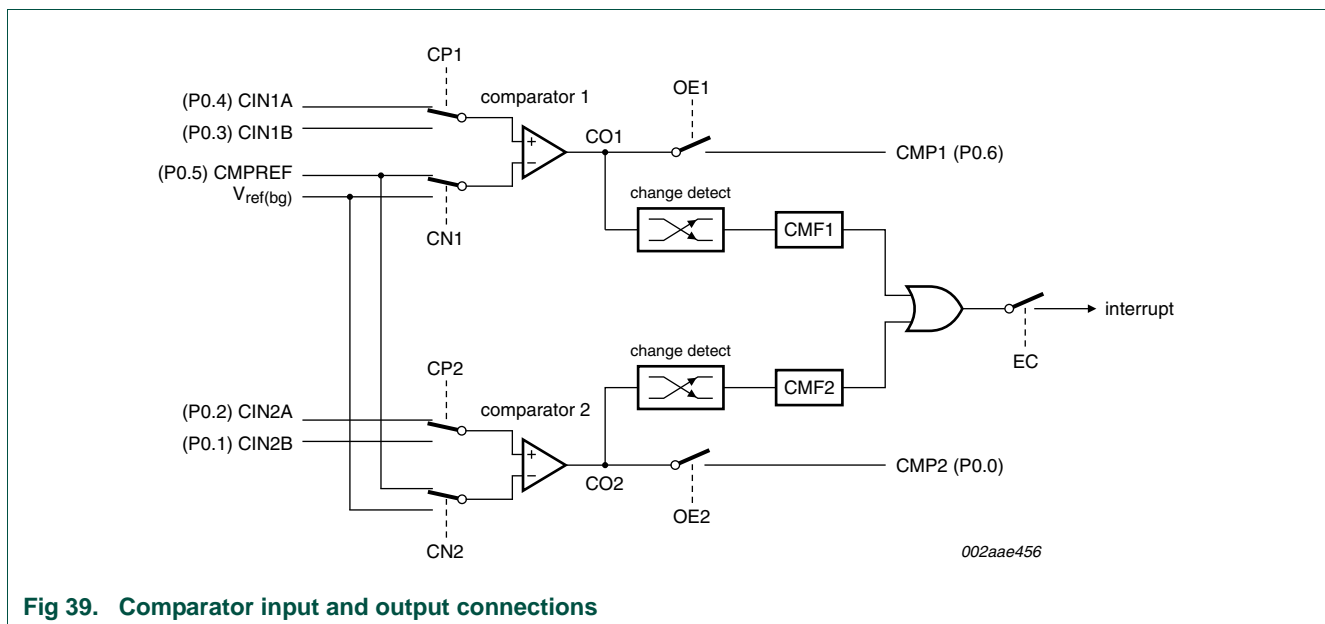 CP1
OE1
(P0.4) CIN1A
comparator 1
(P0.3) CIN1B
+
CO1
CMP1 (P0.6)
(P0.5) CMPREF
−
Vref(bg)
change detect
CN1
CMF1
interrupt
change detect
EC
CP2
CMF2
(P0.2) CIN2A
comparator 2
(P0.1) CIN2B
+
CMP2 (P0.0)
−
CO2
OE2
CN2
002aae456
Fig 39. Comparator input and output connections